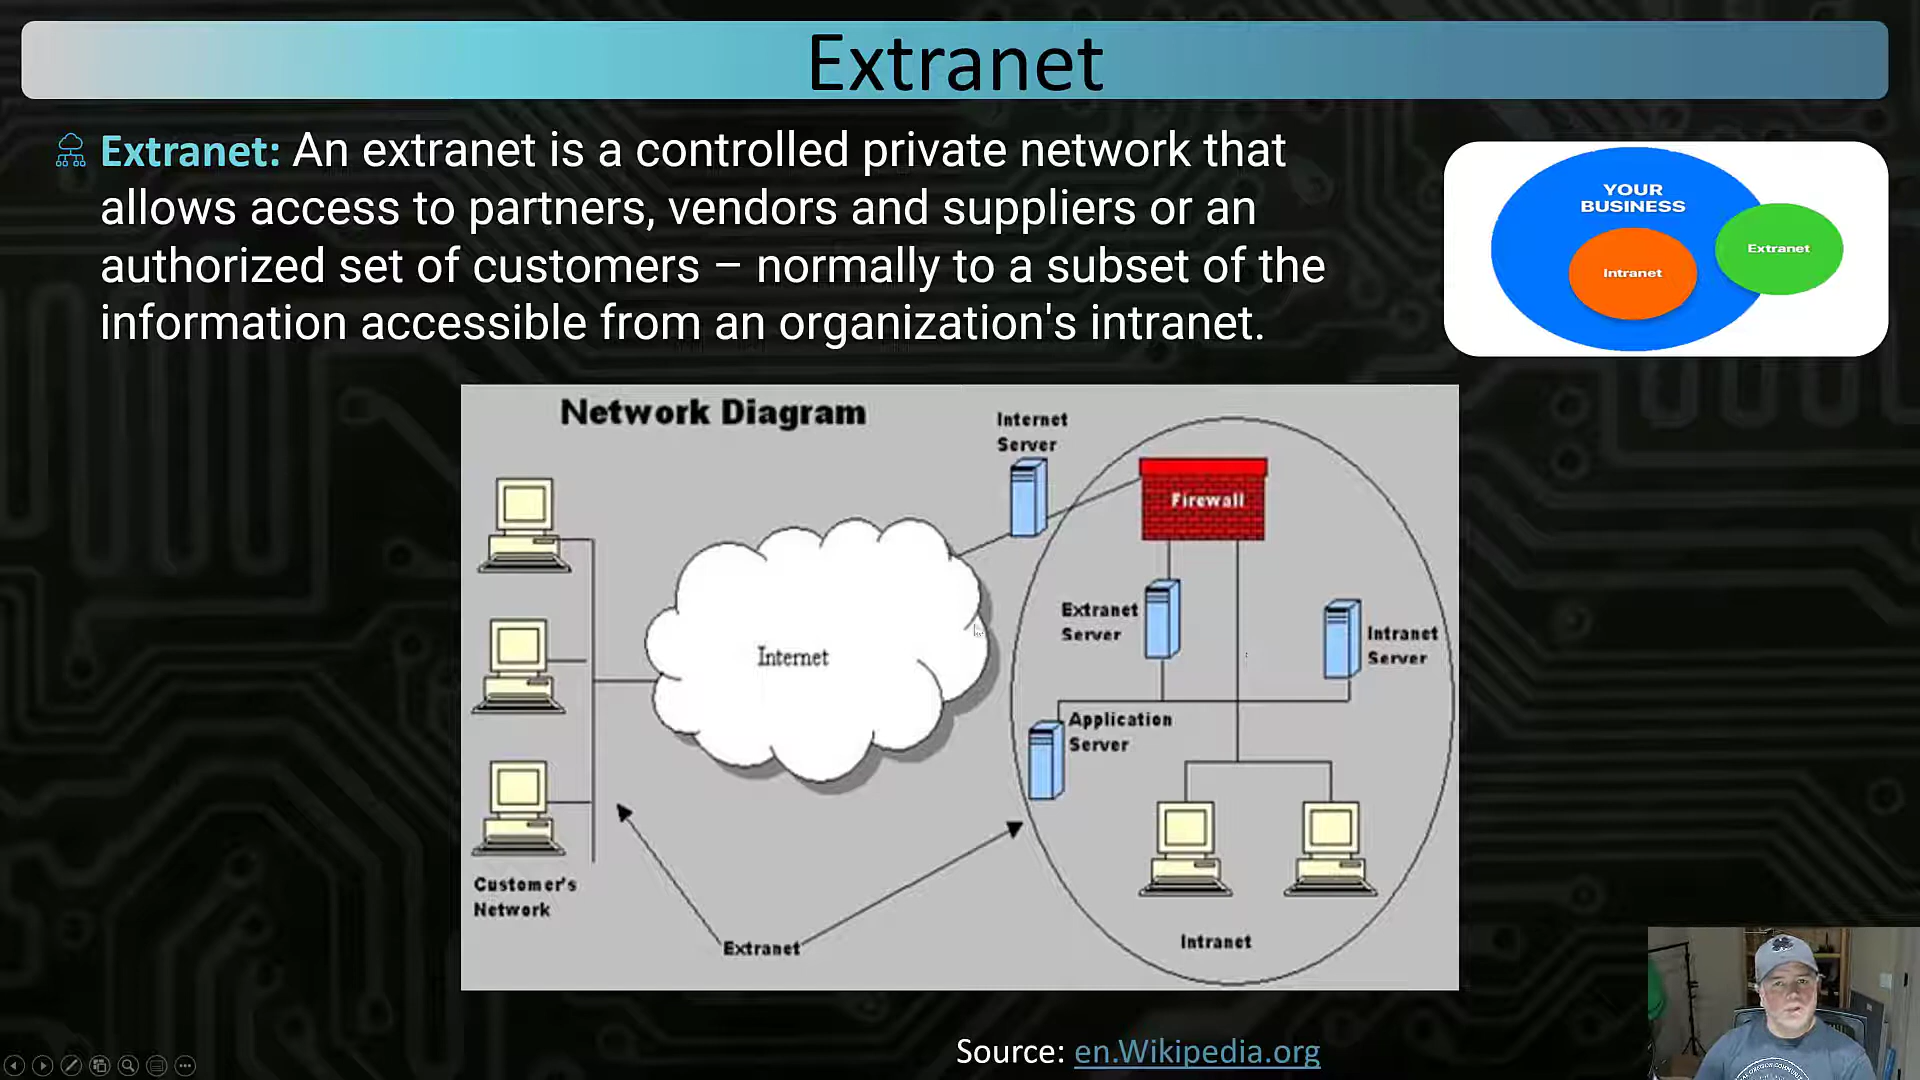 Extranet
Extranet: An extranet is a controlled private network that
allows access to partners, vendors and suppliers or an
authorized set of customers – normally to a subset of the
information accessible from an organization's intranet.
YOUR
BUSINESS
Intranet
Extranet
Network Diagram
Internet
Server
Firewall
Extranet
Server
Intranet
Server
Internet
Application
Server
Customer's
Network
Extranet
Intranet
Source: en.Wikipedia.org